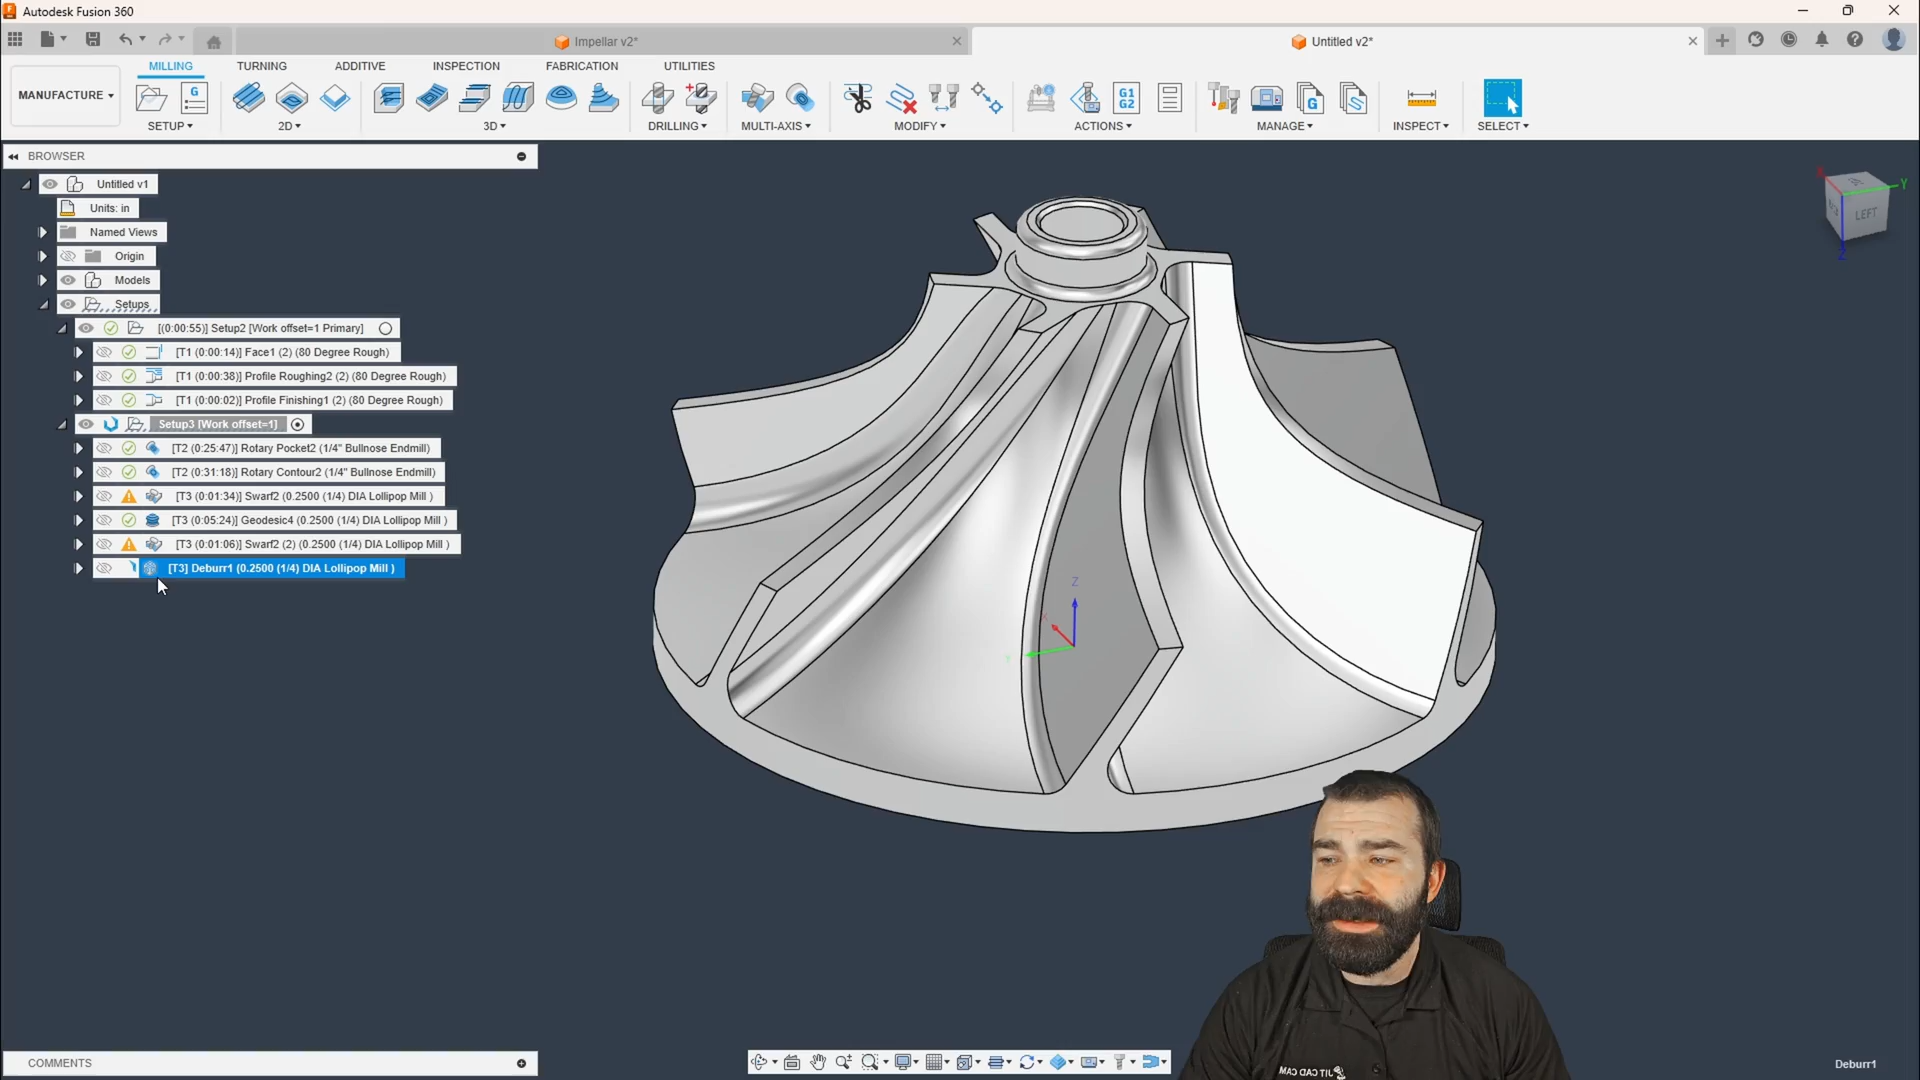 Autodesk Fusion 360
Impellar v2*
Untitled v2*
MILLING TURNING ADDITIVE INSPECTION FABRICATION UTILITIES
MANUFACTURE
G
G1
G2
G
SETUP 2D 3D DRILLING MULTI-AXIS MODIFY ACTIONS MANAGE INSPECT SELECT
BROWSER
Untitled v1
Units: in
Named Views
Origin
Models
Setups
[(0:00:55)] Setup2 [Work offset=1 Primary]
[T1 (0:00:14)] Face1 (2) (80 Degree Rough)
[T1 (0:00:38)] Profile Roughing2 (2) (80 Degree Rough)
[T1 (0:00:02)] Profile Finishing1 (2) (80 Degree Rough)
Setup3 [Work offset=1]
[T2 (0:25:47)] Rotary Pocket2 (1/4" Bullnose Endmill)
[T2 (0:31:18)] Rotary Contour2 (1/4" Bullnose Endmill)
[T3 (0:01:34)] Swarf2 (0.2500 (1/4) DIA Lollipop Mill )
[T3 (0:05:24)] Geodesic4 (0.2500 (1/4) DIA Lollipop Mill )
[T3 (0:01:06)] Swarf2 (2) (0.2500 (1/4) DIA Lollipop Mill )
[T3] Deburr1 (0.2500 (1/4) DIA Lollipop Mill )
X
Y
LEFT
Z
Z
COMMENTS
JIT CAD CAM
Deburr1